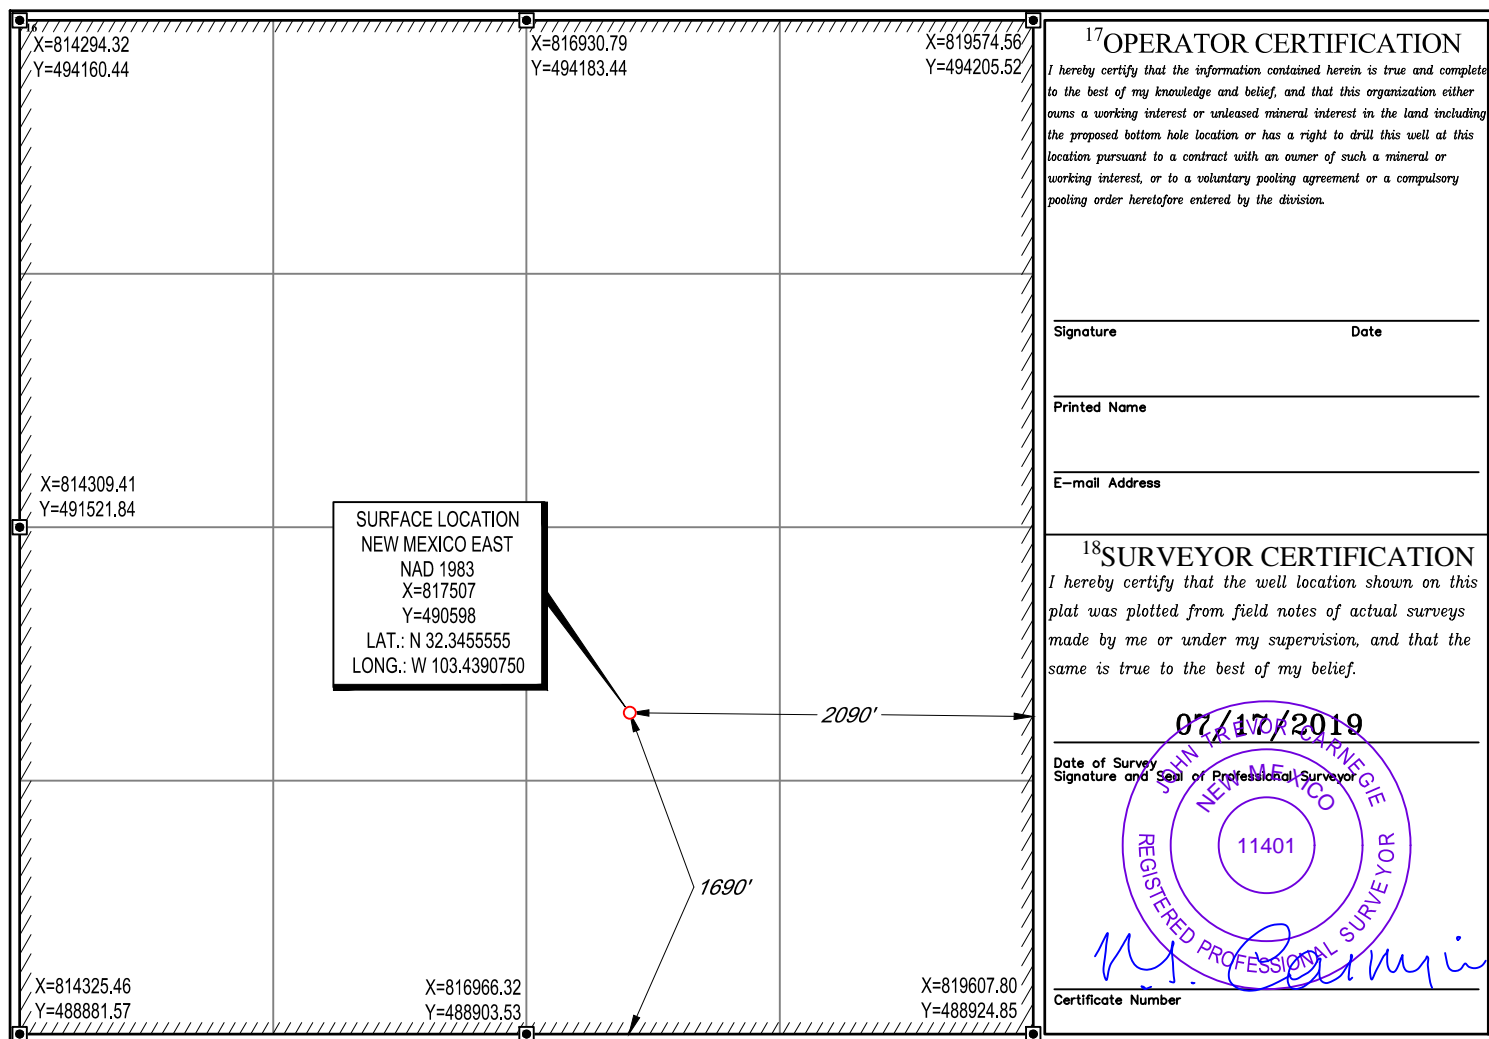 16
X=814294.32
Y=494160.44
X=816930.79
Y=494183.44
X=819574.56
Y=494205.52
X=814309.41
Y=491521.84
SURFACE LOCATION
NEW MEXICO EAST
NAD 1983
X=817507
Y=490598
LAT.: N 32.3455555
LONG.: W 103.4390750
2090'
1690'
X=814325.46
Y=488881.57
X=816966.32
Y=488903.53
X=819607.80
Y=488924.85
17 OPERATOR CERTIFICATION
I hereby certify that the information contained herein is true and complete
to the best of my knowledge and belief, and that this organization either
owns a working interest or unleased mineral interest in the land including
the proposed bottom hole location or has a right to drill this well at this
location pursuant to a contract with an owner of such a mineral or
working interest, or to a voluntary pooling agreement or a compulsory
pooling order heretofore entered by the division.
Signature Date
Printed Name
E-mail Address
18 SURVEYOR CERTIFICATION
I hereby certify that the well location shown on this
plat was plotted from field notes of actual surveys
made by me or under my supervision, and that the
same is true to the best of my belief.
07/17/2019
Date of Survey
Signature and Seal of Professional Surveyor
JOHN TREVOR CARNEGIE
NEW MEXICO
11401
REGISTERED PROFESSIONAL SURVEYOR
Certificate Number